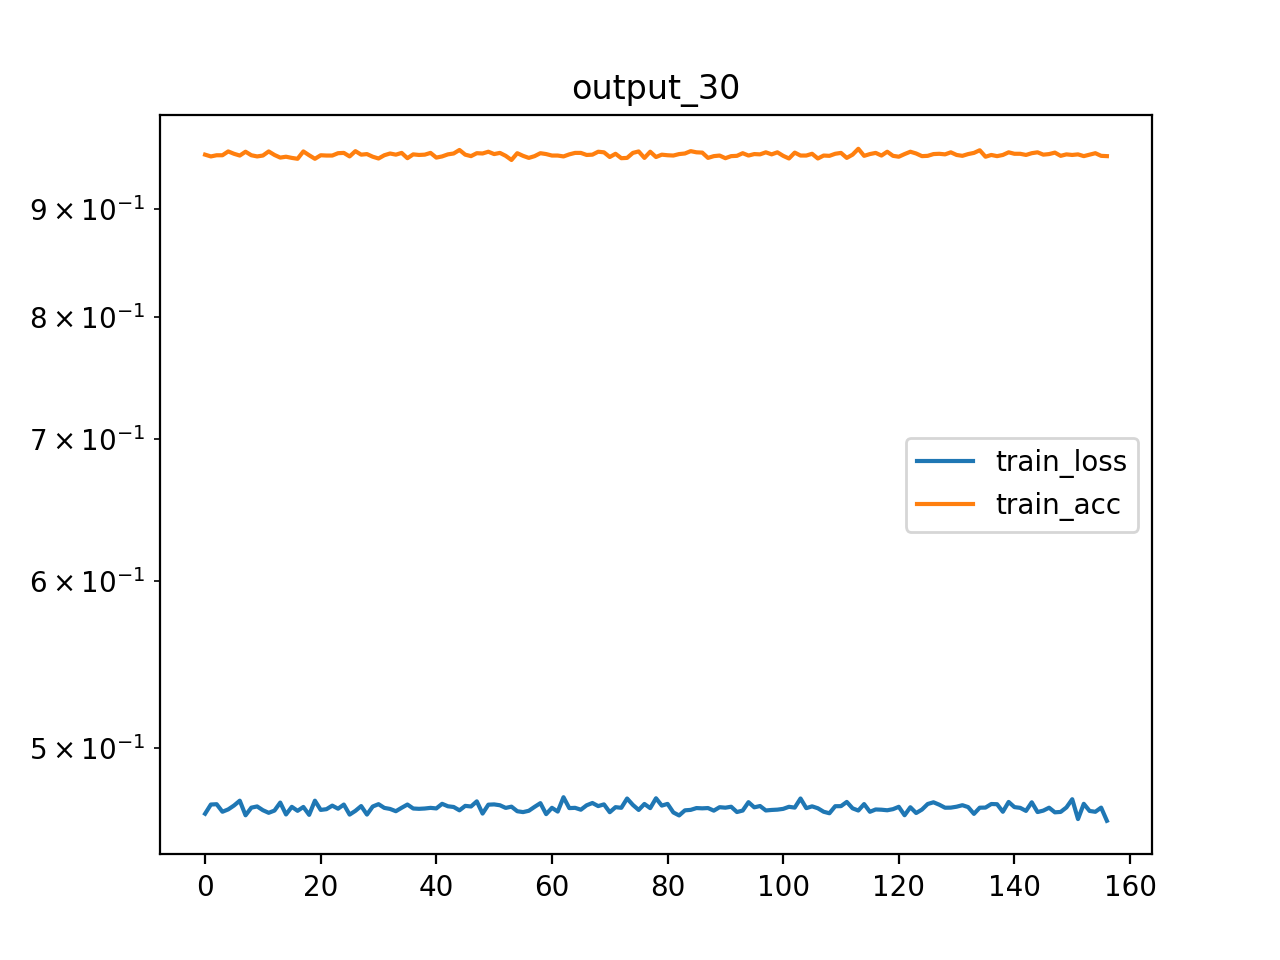 output_30
9 × 10⁻¹
8 × 10⁻¹
7 × 10⁻¹
6 × 10⁻¹
5 × 10⁻¹
train_loss
train_acc
0 20 40 60 80 100 120 140 160